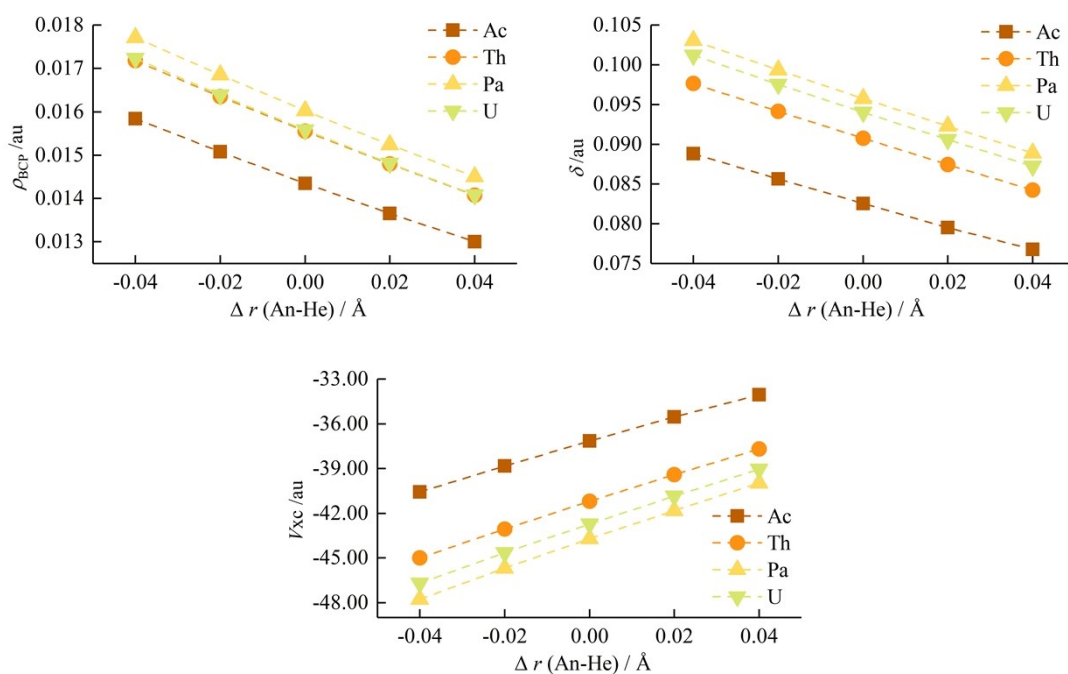 0.018
0.017
0.016
0.015
0.014
0.013
ρBCP /au
-0.04 -0.02 0.00 0.02 0.04
Δ r (An-He) / Å
Ac
Th
Pa
U
0.105
0.100
0.095
0.090
0.085
0.080
0.075
δ/au
-0.04 -0.02 0.00 0.02 0.04
Δ r (An-He) / Å
Ac
Th
Pa
U
-33.00
-36.00
-39.00
-42.00
-45.00
-48.00
Vxc /au
-0.04 -0.02 0.00 0.02 0.04
Δ r (An-He) / Å
Ac
Th
Pa
U